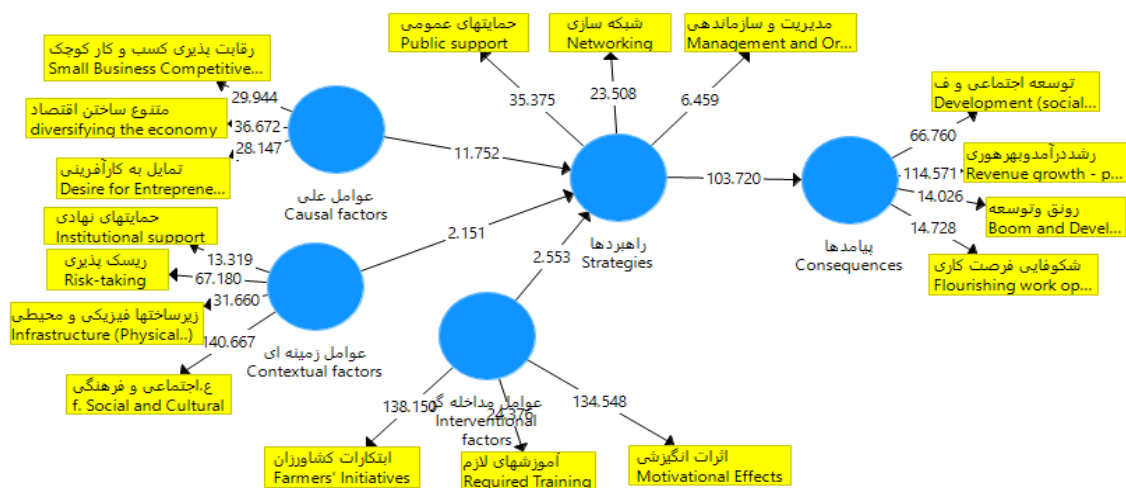 حمایتهای عمومی
Public support
شبکه سازی
Networking
مدیریت و سازماندهی
Management and Or...
رقابت پذیری کسب و کار کوچک
Small Business Competitive...
متنوع ساختن اقتصاد
diversifying the economy
تمایل به کارآفرینی
Desire for Entreprene...
29.944
36.672
28.147
عوامل علی
Causal factors
35.375
23.508
6.459
11.752
راهبردها
Strategies
103.720
توسعه اجتماعی و ف
Development (social...
رشددرآمدوبهرهوری
Revenue growth - p...
رونق وتوسعه
Boom and Devel...
شکوفایی فرصت کاری
Flourishing work op...
66.760
114.571
14.026
14.728
پیامدها
Consequences
حمایتهای نهادی
Institutional support
ریسک پذیری
Risk-taking
زیرساختها فیزیکی و محیطی
Infrastructure (Physical..)
ع.اجتماعی و فرهنگی
f. Social and Cultural
13.319
67.180
31.660
140.667
عوامل زمینه ای
Contextual factors
2.151
2.553
عوامل مداخله گ
Interventional
factors
138.150
24.376
134.548
ابتکارات کشاورزان
Farmers' Initiatives
آموزشهای لازم
Required Training
اثرات انگیزشی
Motivational Effects